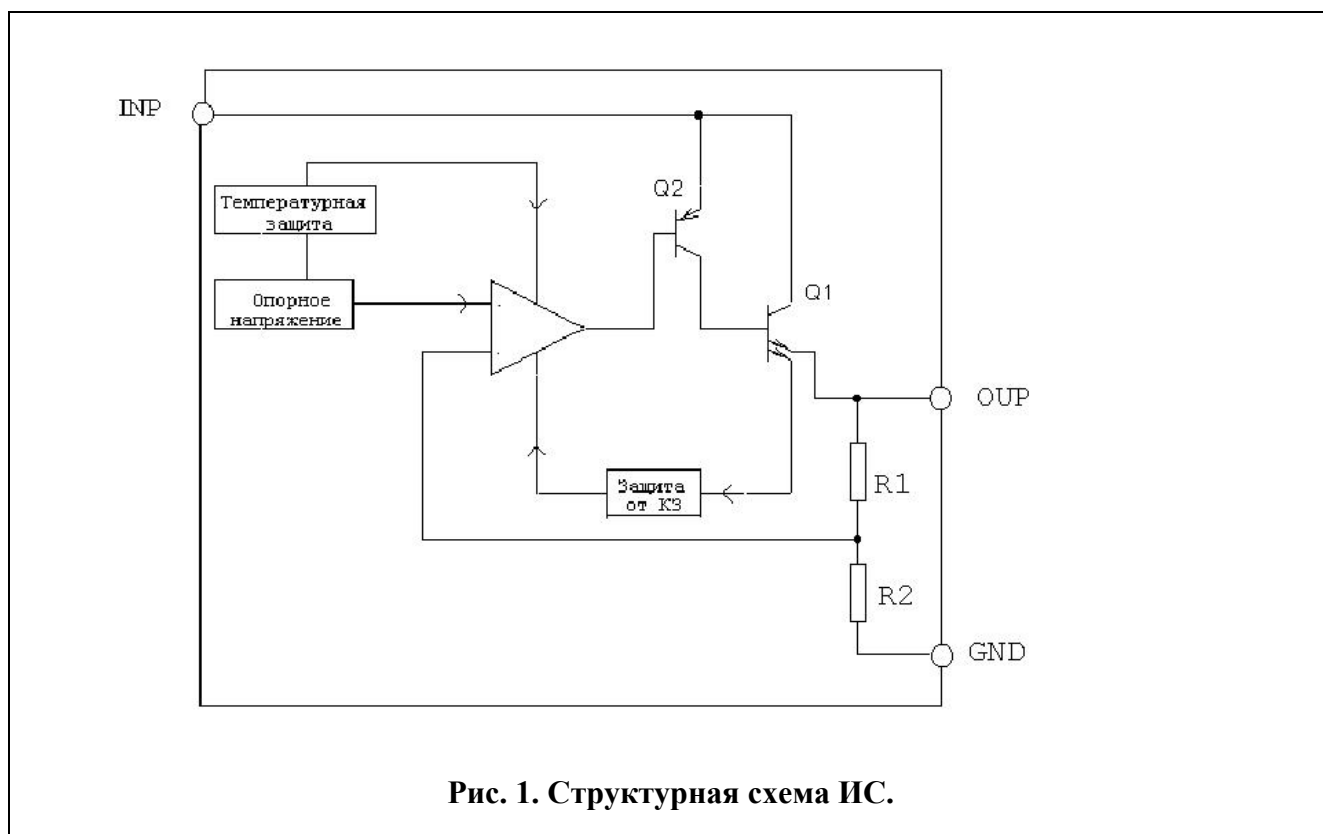 INP
Температурная
защита
Q2
Опорное
напряжение
Q1
OUP
Защита
от КЗ
R1
R2
GND
Рис. 1. Структурная схема ИС.